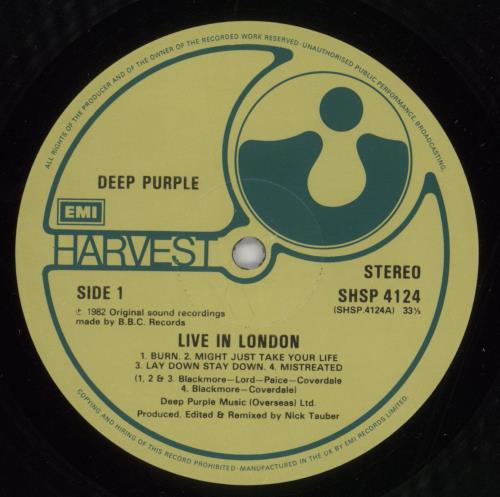 ALL RIGHTS OF THE PRODUCER AND OF THE OWNER OF THE RECORDED WORK RESERVED · UNAUTHORISED PUBLIC PERFORMANCE, BROADCASTING,
DEEP PURPLE
EMI
HARVEST
STEREO
SIDE 1
SHSP 4124
(SHSP.4124A) 33⅓
℗ 1982 Original sound recordings
made by B.B.C. Records
LIVE IN LONDON
1. BURN. 2. MIGHT JUST TAKE YOUR LIFE
3. LAY DOWN STAY DOWN. 4. MISTREATED
(1, 2 & 3. Blackmore—Lord—Paice—Coverdale
4. Blackmore—Coverdale)
Deep Purple Music (Overseas) Ltd.
Produced. Edited & Remixed by Nick Tauber
COPYING AND HIRING OF THIS RECORD PROHIBITED · MANUFACTURED IN THE UK BY EMI RECORDS LIMITED.